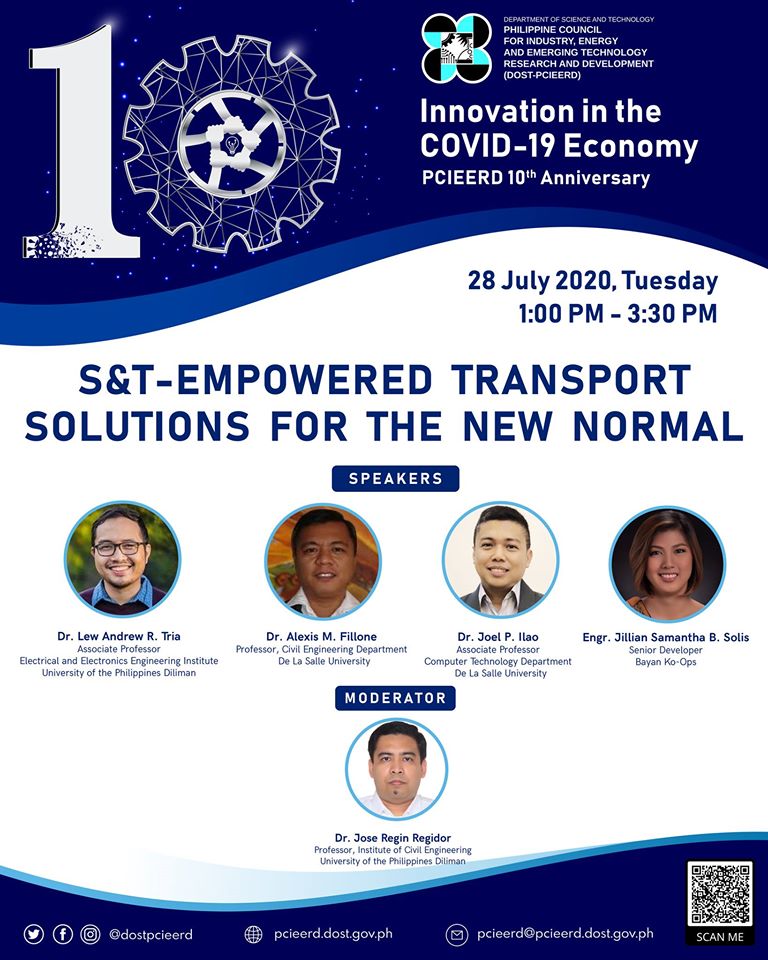 10
DEPARTMENT OF SCIENCE AND TECHNOLOGY
PHILIPPINE COUNCIL
FOR INDUSTRY, ENERGY
AND EMERGING TECHNOLOGY
RESEARCH AND DEVELOPMENT
(DOST-PCIEERD)
Innovation in the
COVID-19 Economy
PCIEERD 10th Anniversary
28 July 2020, Tuesday
1:00 PM - 3:30 PM
S&T-EMPOWERED TRANSPORT
SOLUTIONS FOR THE NEW NORMAL
SPEAKERS
Dr. Lew Andrew R. Tria
Associate Professor
Electrical and Electronics Engineering Institute
University of the Philippines Diliman
Dr. Alexis M. Fillone
Professor, Civil Engineering Department
De La Salle University
Dr. Joel P. Ilao
Associate Professor
Computer Technology Department
De La Salle University
Engr. Jillian Samantha B. Solis
Senior Developer
Bayan Ko-Ops
MODERATOR
Dr. Jose Regin Regidor
Professor, Institute of Civil Engineering
University of the Philippines Diliman
@dostpcieerd
pcieerd.dost.gov.ph
pcieerd@pcieerd.dost.gov.ph
SCAN ME